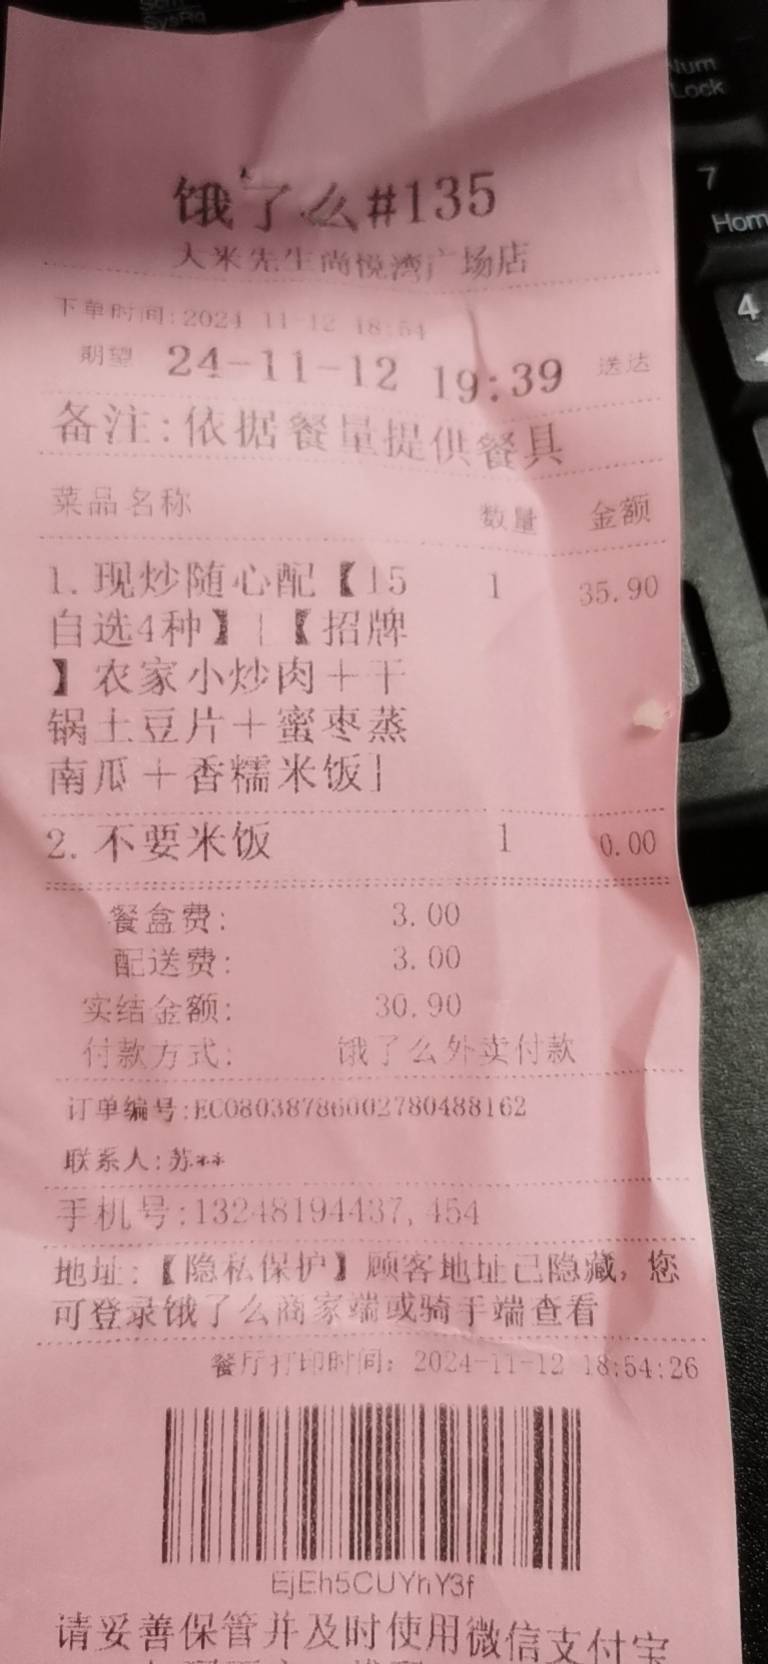 Scrn
SysRq
Num
Lock
7
Hom
4
饿了么#135
大米先生尚悦湾广场店
下单时间:2024-11-12 18:54
期望 24-11-12 19:39 送达
备注:依据餐量提供餐具
菜品名称 数量 金额
1.现炒随心配【15 1 35.90
自选4种】|【招牌
】农家小炒肉+干
锅土豆片+蜜枣蒸
南瓜+香糯米饭|
2.不要米饭 1 0.00
餐盒费: 3.00
配送费: 3.00
实结金额: 30.90
付款方式: 饿了么外卖付款
订单编号:EC08038786002780488162
联系人:苏**
手机号:13248194437,454
地址:【隐私保护】顾客地址已隐藏,您
可登录饿了么商家端或骑手端查看
餐厅打印时间: 2024-11-12 18:54:26
EjEh5CUYhY3f
请妥善保管并及时使用微信支付宝